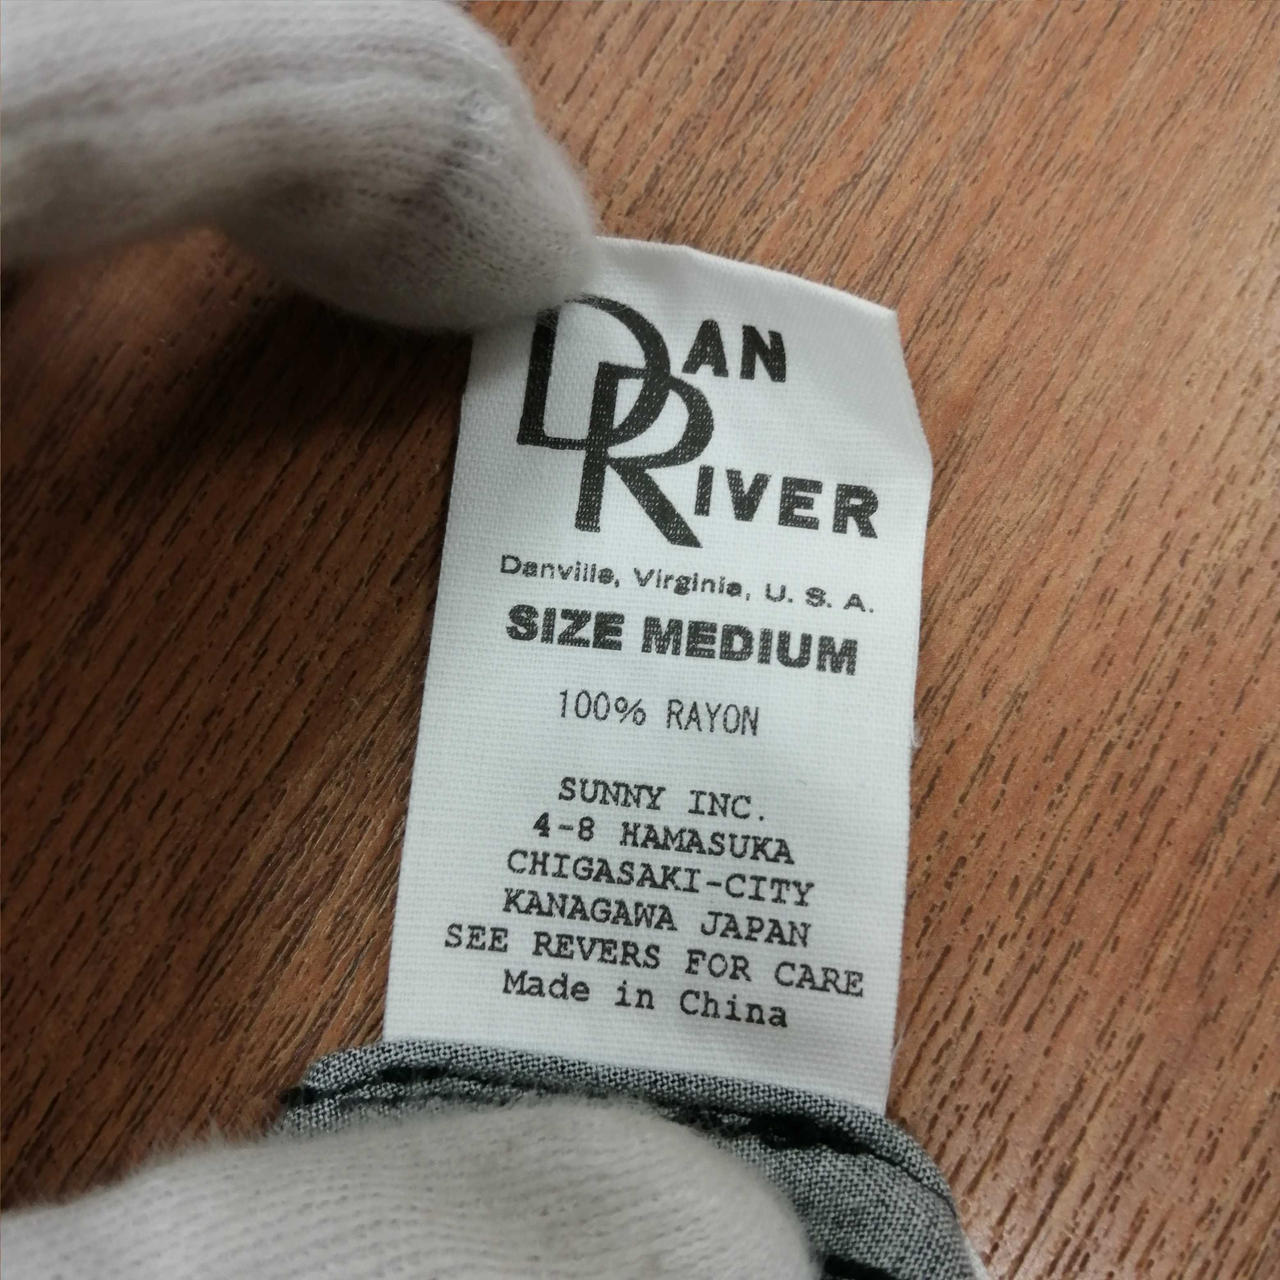 DAN
RIVER
Danville, Virginia, U. S. A.
SIZE MEDIUM
100% RAYON
SUNNY INC.
4-8 HAMASUKA
CHIGASAKI-CITY
KANAGAWA JAPAN
SEE REVERS FOR CARE
Made in China